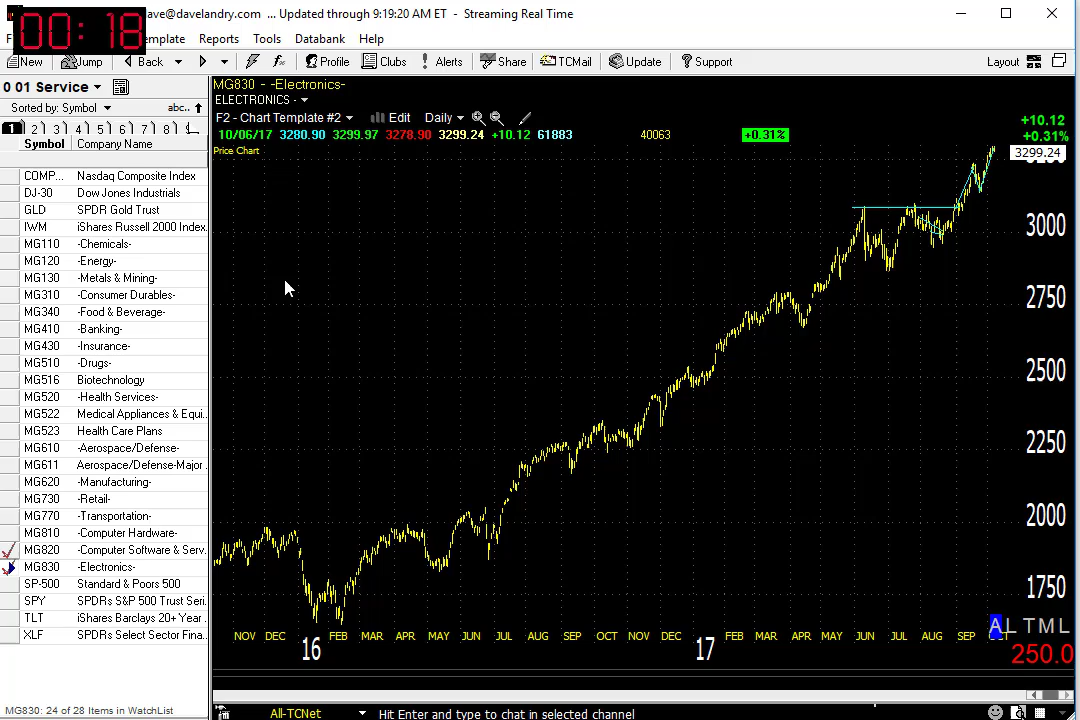 00: 18
ave@davelandry.com ... Updated through 9:19:20 AM ET - Streaming Real Time
emplate Reports Tools Databank Help
New Jump Back Profile Clubs Alerts Share TCMail Update Support Layout
0 01 Service
Sorted by: Symbol abc..
1 2 3 4 5 6 7 8
Symbol Company Name
COMP... Nasdaq Composite Index
DJ-30 Dow Jones Industrials
GLD SPDR Gold Trust
IWM iShares Russell 2000 Index.
MG110 -Chemicals-
MG120 -Energy-
MG130 -Metals & Mining-
MG310 -Consumer Durables-
MG340 -Food & Beverage-
MG410 -Banking-
MG430 -Insurance-
MG510 -Drugs-
MG516 Biotechnology
MG520 -Health Services-
MG522 Medical Appliances & Equi..
MG523 Health Care Plans
MG610 -Aerospace/Defense-
MG611 Aerospace/Defense-Major .
MG620 -Manufacturing-
MG730 -Retail-
MG770 -Transportation-
MG810 -Computer Hardware-
MG820 -Computer Software & Serv.
MG830 -Electronics-
SP-500 Standard & Poors 500
SPY SPDRs S&P 500 Trust Seri.
TLT iShares Barclays 20+ Year .
XLF SPDRs Select Sector Fina..
MG830: 24 of 28 Items in WatchList
MG830 - -Electronics-
ELECTRONICS -
F2 - Chart Template #2 Edit Daily
10/06/17 3280.90 3299.97 3278.90 3299.24 +10.12 61883 40063 +0.31%
Price Chart
+10.12
+0.31%
3299.24
3000
2750
2500
2250
2000
1750
NOV DEC FEB MAR APR MAY JUN JUL AUG SEP OCT NOV DEC FEB MAR APR MAY JUN JUL AUG SEP
16 17
A L T M L
250.0
All-TCNet Hit Enter and type to chat in selected channel